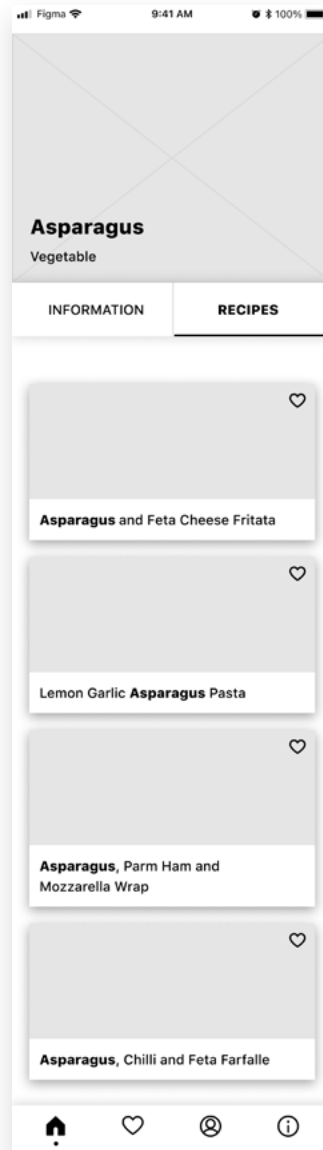 Figma 9:41 AM 100%
Asparagus
Vegetable
INFORMATION RECIPES
Asparagus and Feta Cheese Fritata
Lemon Garlic Asparagus Pasta
Asparagus, Parm Ham and
Mozzarella Wrap
Asparagus, Chilli and Feta Farfalle